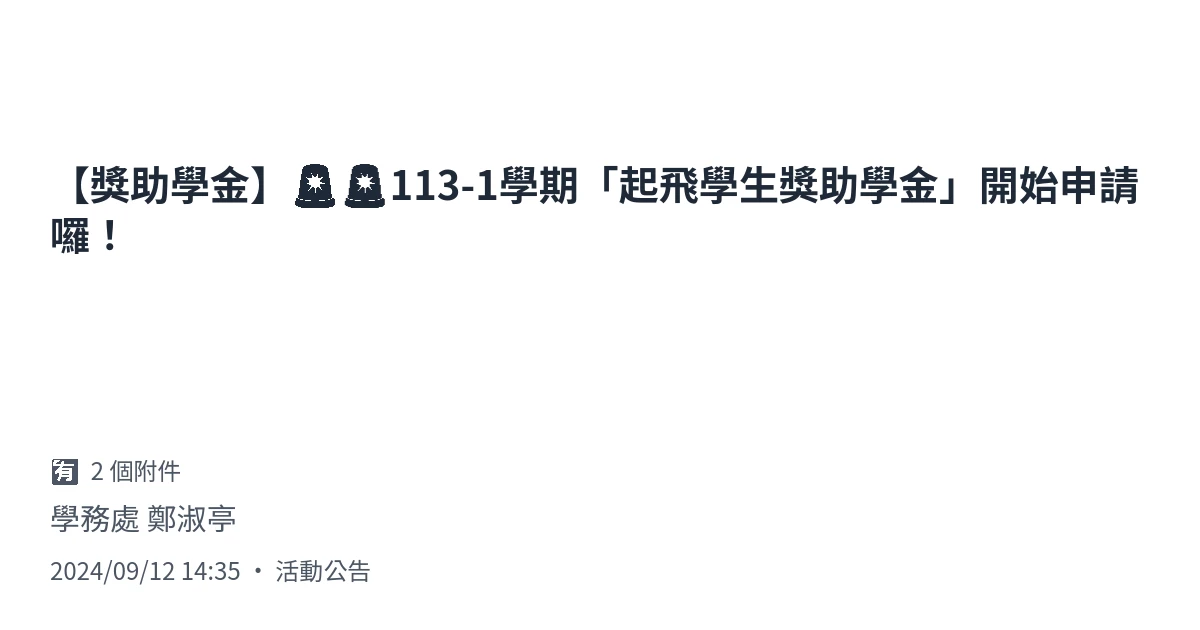 【獎助學金】🚨🚨113-1學期「起飛學生獎助學金」開始申請
囉！
🈶 2 個附件
學務處 鄭淑亭
2024/09/12 14:35 • 活動公告